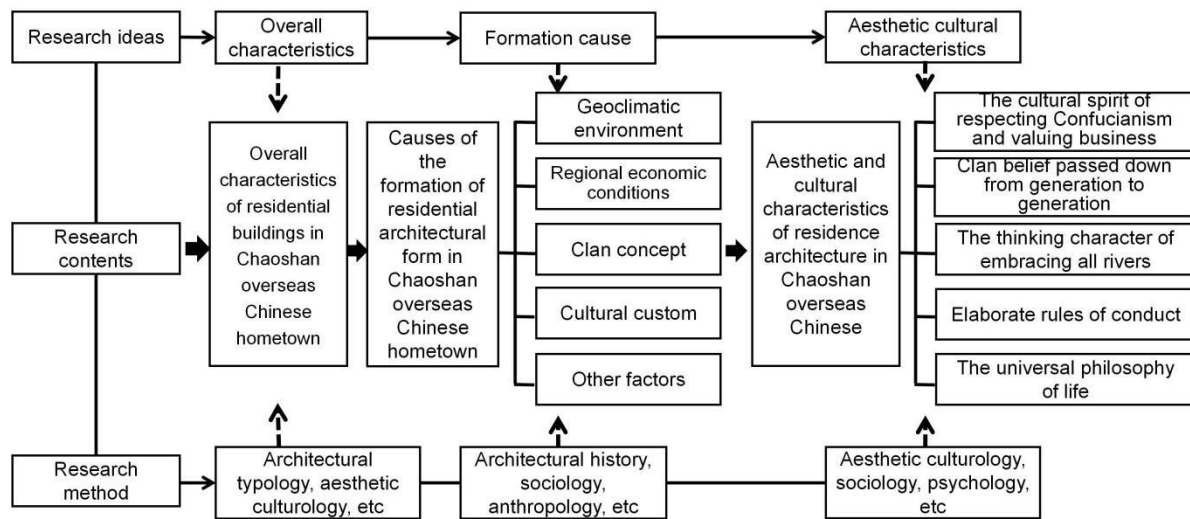 Research ideas
Overall
characteristics
Formation cause
Aesthetic cultural
characteristics
Research
contents
Overall
characteristics
of residential
buildings in
Chaoshan
overseas
Chinese
hometown
Causes of
the
formation of
residential
architectural
form in
Chaoshan
overseas
Chinese
hometown
Geoclimatic
environment
Regional economic
conditions
Clan concept
Cultural custom
Other factors
Aesthetic and
cultural
characteristics
of residence
architecture in
Chaoshan
overseas
Chinese
The cultural spirit of
respecting Confucianism
and valuing business
Clan belief passed down
from generation to
generation
The thinking character of
embracing all rivers
Elaborate rules of conduct
The universal philosophy
of life
Research
method
Architectural
typology, aesthetic
culturology, etc
Architectural history,
sociology,
anthropology, etc
Aesthetic culturology,
sociology, psychology,
etc